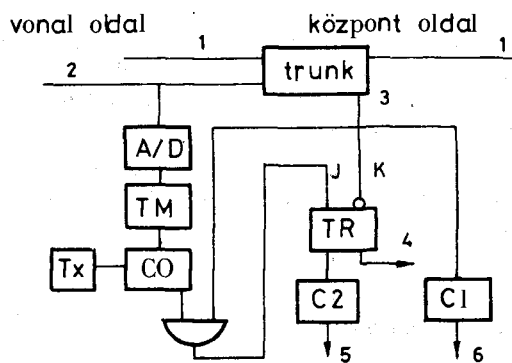 vonal oldal
központ oldal
1
1
2
trunk
3
A/D
J
K
TM
TR
4
Tx
CO
C2
C1
5
6